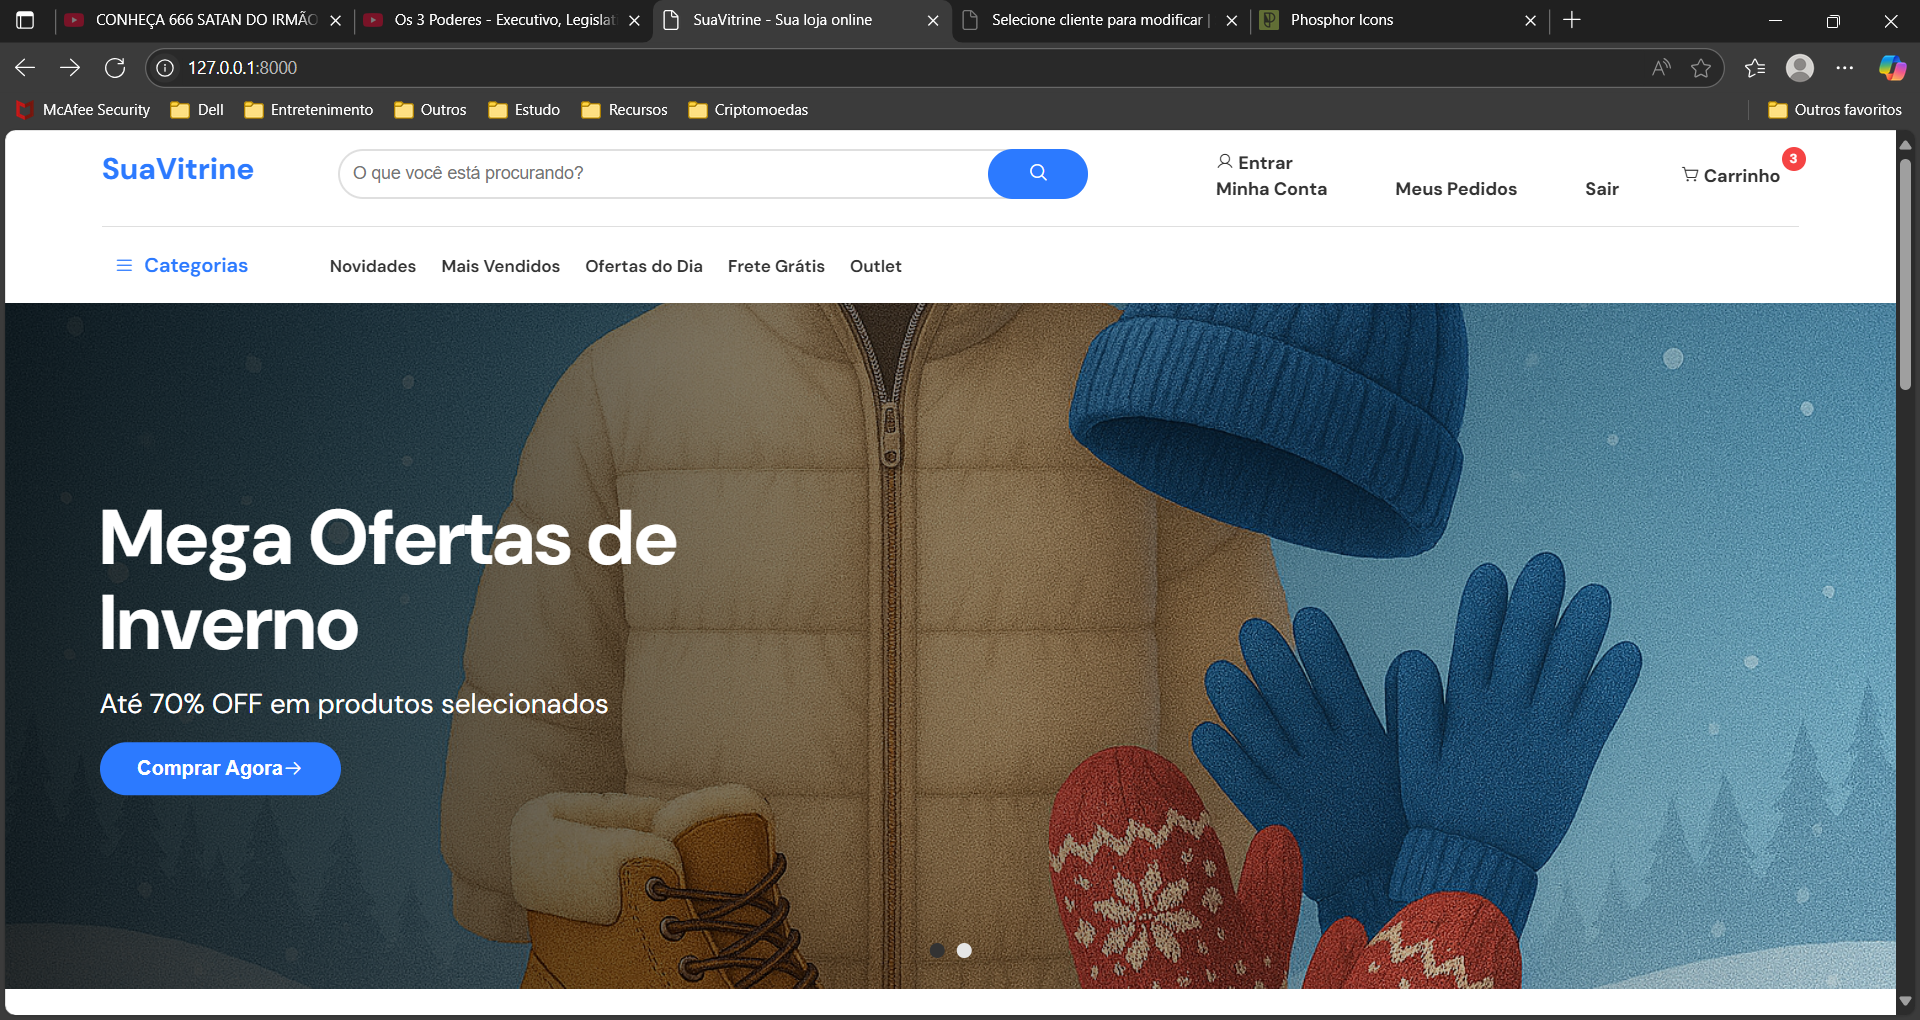 CONHEÇA 666 SATAN DO IRMÃO
Os 3 Poderes - Executivo, Legislat
SuaVitrine - Sua loja online
Selecione cliente para modificar |
Phosphor Icons
127.0.0.1:8000
McAfee Security
Dell
Entretenimento
Outros
Estudo
Recursos
Criptomoedas
Outros favoritos
SuaVitrine
O que você está procurando?
Entrar
Minha Conta
Meus Pedidos
Sair
Carrinho
3
Categorias
Novidades
Mais Vendidos
Ofertas do Dia
Frete Grátis
Outlet
Mega Ofertas de
Inverno
Até 70% OFF em produtos selecionados
Comprar Agora→